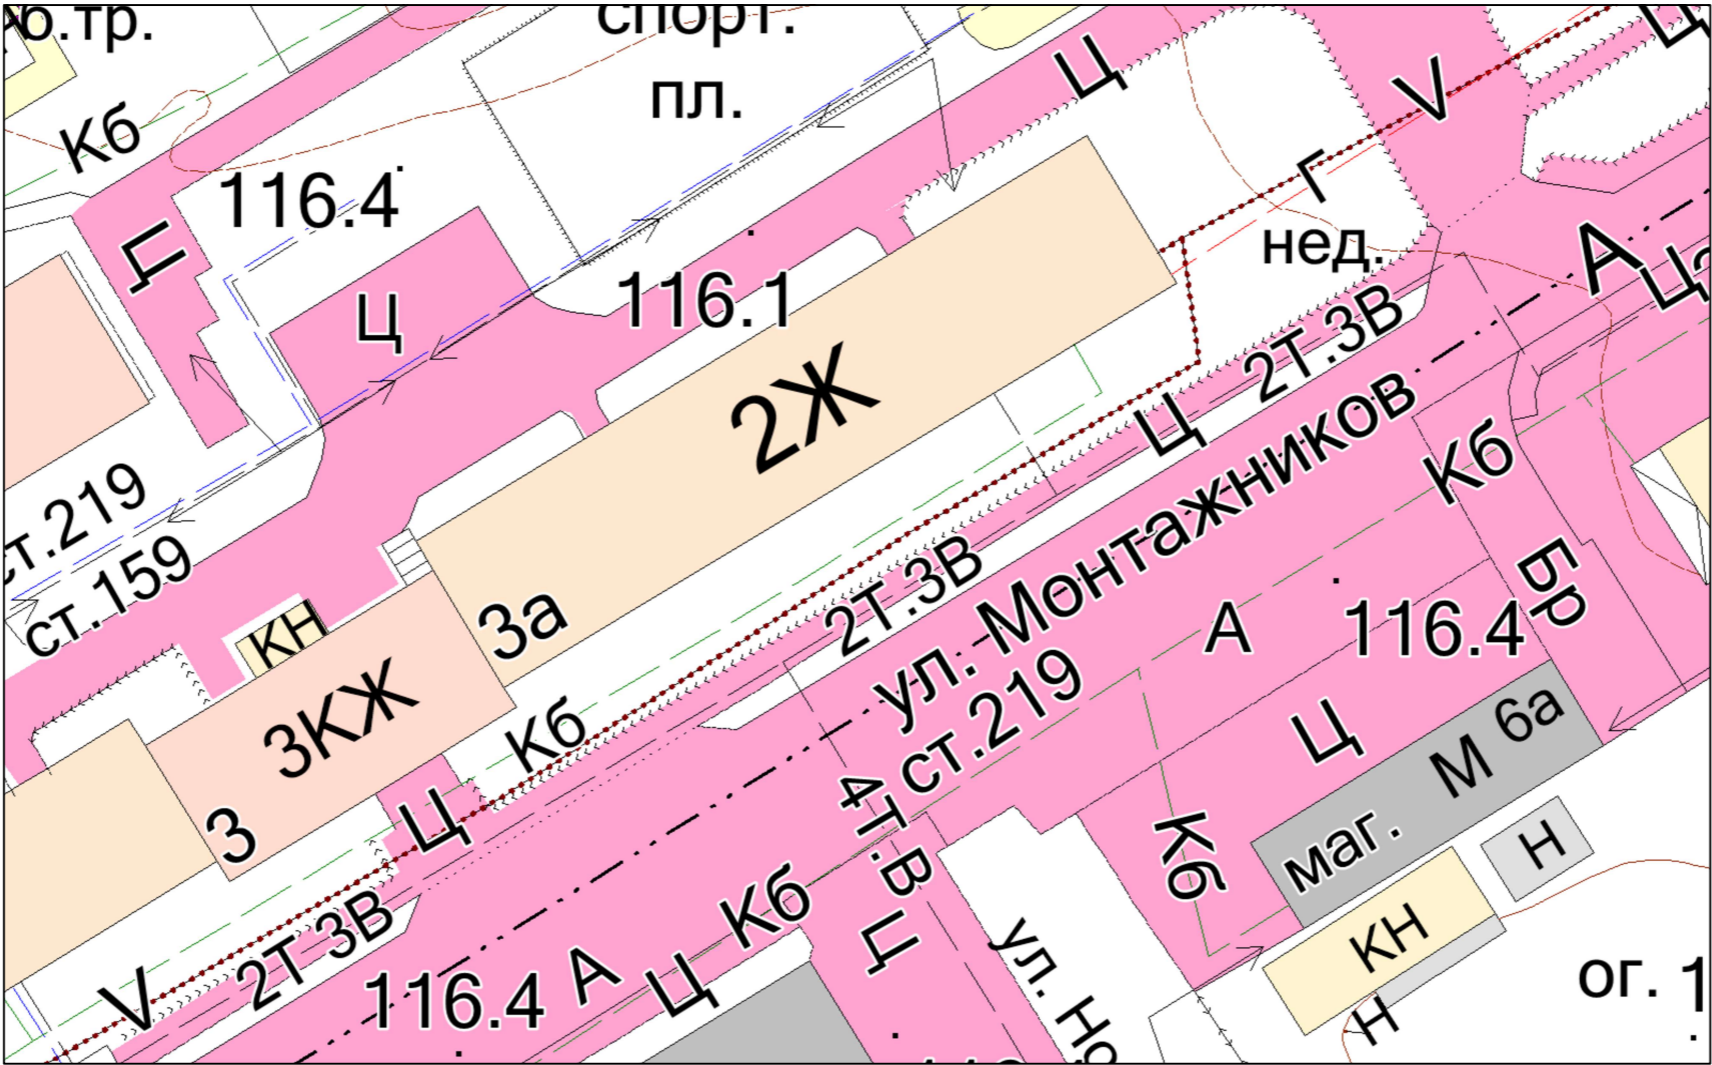 б.тр.
спорт.
пл.
Ц
Ц
V
Кб
116.4
Г
нед.
А
Ц
Ц
116.1
2Ж
2Т.3В
Ц
ул. Монтажников
Кб
ст.219
ст.159
кн
3а
2Т.3В
Бр
А
116.4
3КЖ
Кб
ст.219
Ц
М
6а
3
Ц
4Т.В
Кб
маг.
Н
кн
Кб
Ц
2Т 3В
V
116.4
А
Ц
ул. Но
Н
ог. 1